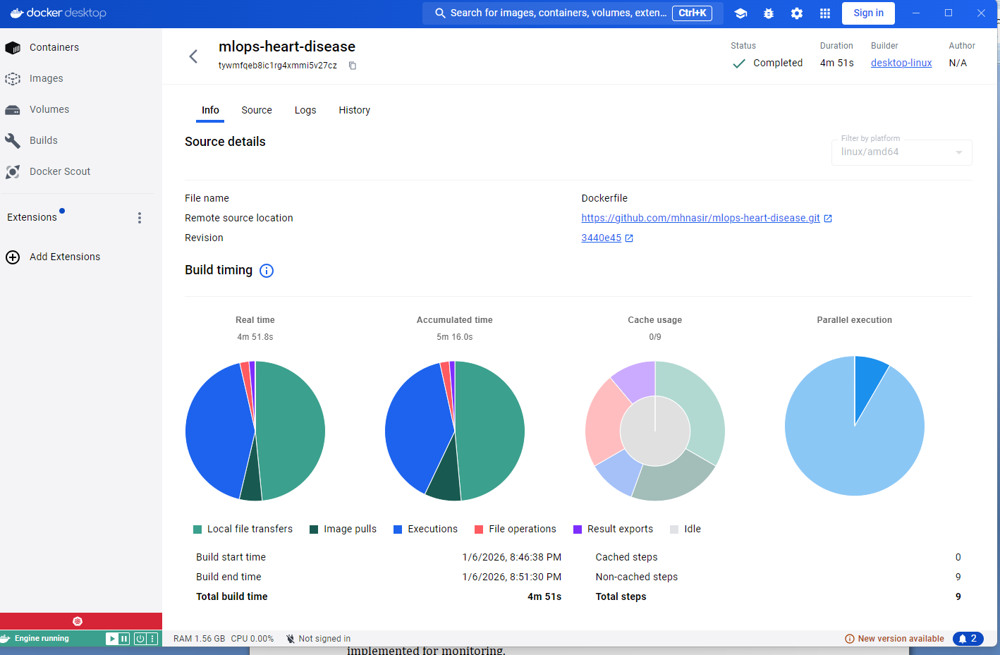 docker desktop
Search for images, containers, volumes, exten... Ctrl+K
Sign in
Containers
Images
Volumes
Builds
Docker Scout
Extensions
Add Extensions
mlops-heart-disease
tywmfqeb8ic1rg4xmmi5v27cz
Status Duration Builder Author
Completed 4m 51s desktop-linux N/A
Info Source Logs History
Source details
Filter by platform
linux/amd64
File name Dockerfile
Remote source location https://github.com/mhnasir/mlops-heart-disease.git
Revision 3440e45
Build timing
Real time Accumulated time Cache usage Parallel execution
4m 51.8s 5m 16.0s 0/9
Local file transfers Image pulls Executions File operations Result exports Idle
Build start time 1/6/2026, 8:46:38 PM Cached steps 0
Build end time 1/6/2026, 8:51:30 PM Non-cached steps 9
Total build time 4m 51s Total steps 9
Engine running
RAM 1.56 GB CPU 0.00% Not signed in
New version available 2
implemented for monitoring.